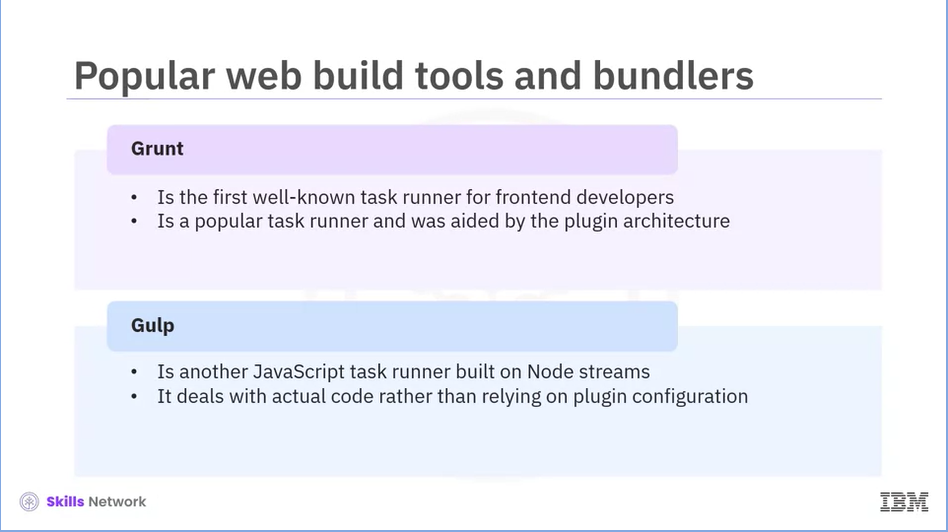 Popular web build tools and bundlers
Grunt
• Is the first well-known task runner for frontend developers
• Is a popular task runner and was aided by the plugin architecture
Gulp
• Is another JavaScript task runner built on Node streams
• It deals with actual code rather than relying on plugin configuration
Skills Network
IBM